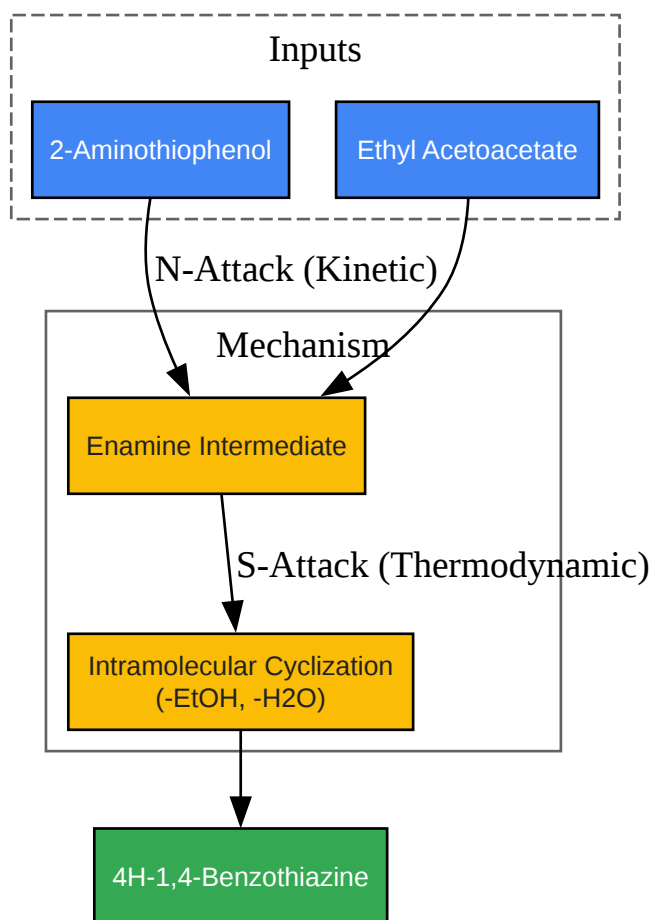 Inputs
2-Aminothiophenol
Ethyl Acetoacetate
N-Attack (Kinetic)
Mechanism
Enamine Intermediate
S-Attack (Thermodynamic)
Intramolecular Cyclization
(-EtOH, -H2O)
4H-1,4-Benzothiazine